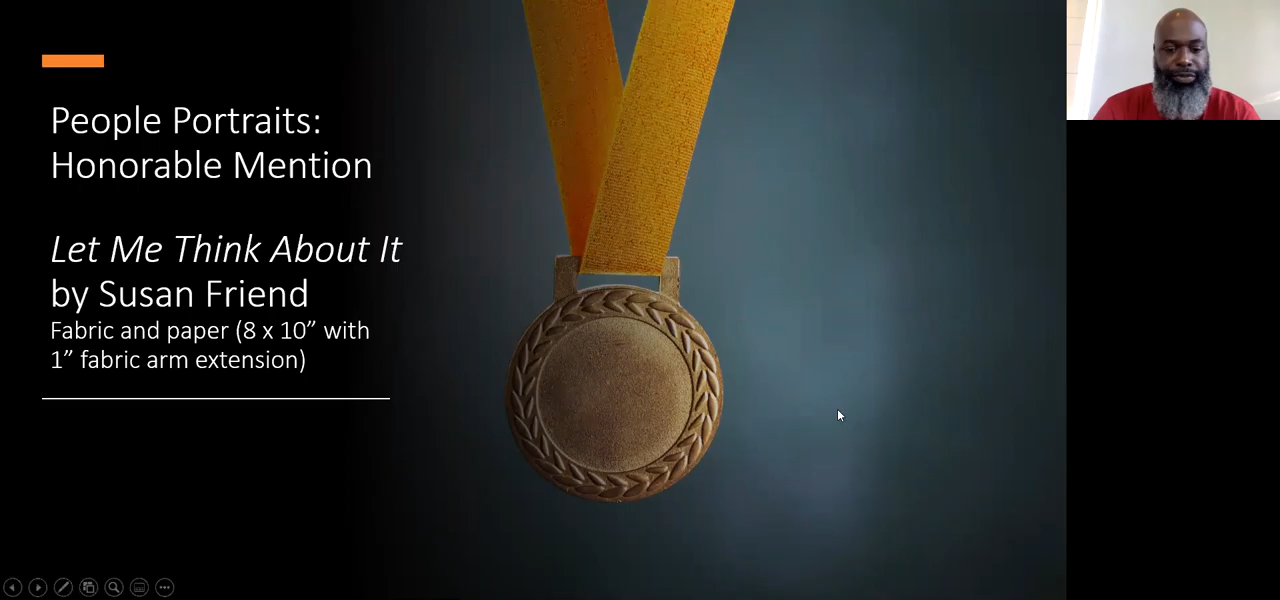 People Portraits:
Honorable Mention
Let Me Think About It
by Susan Friend
Fabric and paper (8 x 10” with
1” fabric arm extension)